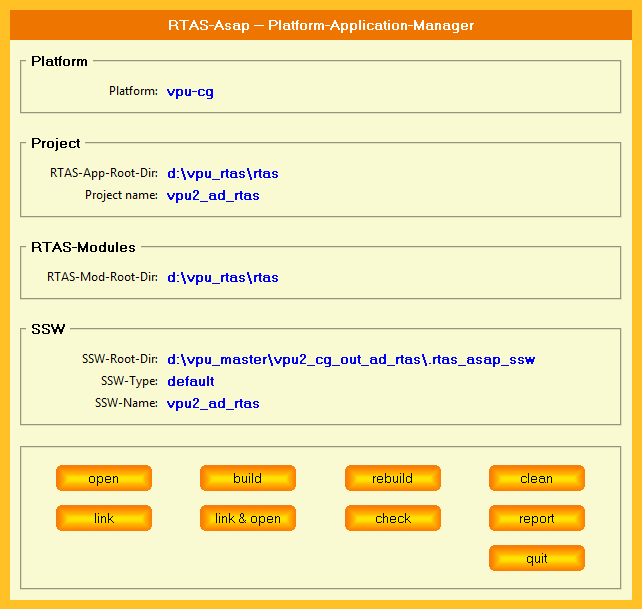 RTAS-Asap – Platform-Application-Manager
Platform
Platform: vpu-cg
Project
RTAS-App-Root-Dir: d:\vpu_rtas\rtas
Project name: vpu2_ad_rtas
RTAS-Modules
RTAS-Mod-Root-Dir: d:\vpu_rtas\rtas
SSW
SSW-Root-Dir: d:\vpu_master\vpu2_cg_out_ad_rtas\.rtas_asap_ssw
SSW-Type: default
SSW-Name: vpu2_ad_rtas
open build rebuild clean
link link & open check report
quit